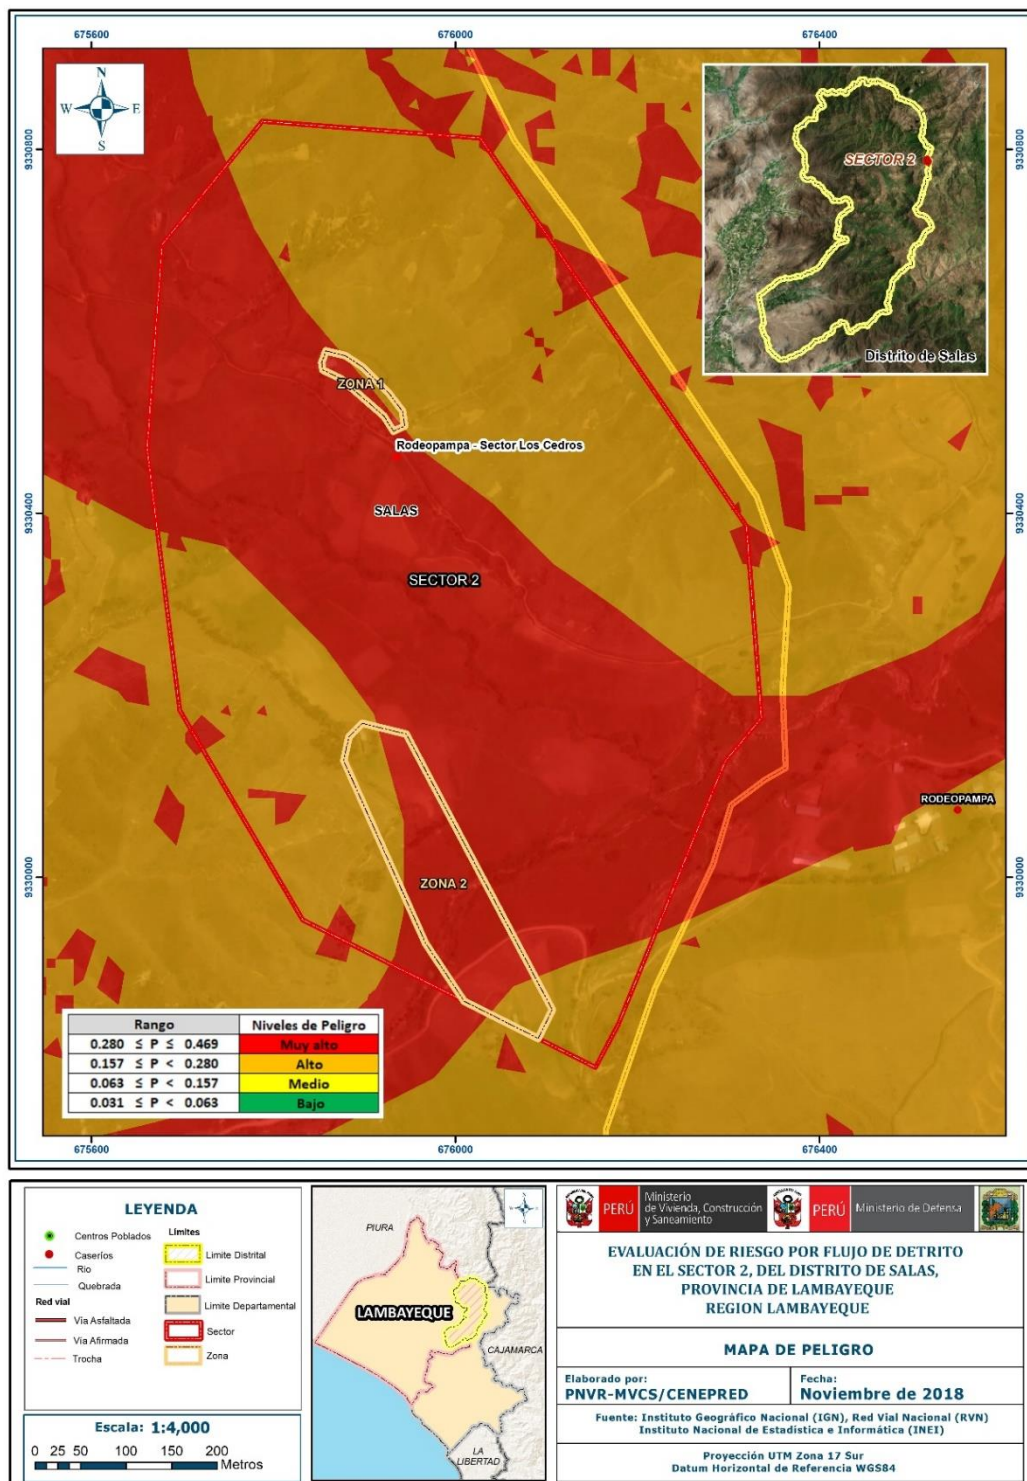 675600
676000
676400
N
W
E
S
9330800
9330800
SECTOR 2
Distrito de Salas
ZONA 1
Rodeopampa - Sector Los Cedros
9330400
SALAS
9330400
SECTOR 2
RODEOPAMPA
9330000
ZONA 2
9330000
Rango Niveles de Peligro
0.280 ≤ P ≤ 0.469 Muy alto
0.157 ≤ P < 0.280 Alto
0.063 ≤ P < 0.157 Medio
0.031 ≤ P < 0.063 Bajo
675600
676000
676400
LEYENDA
Centros Poblados
Caseríos
Rio
Quebrada
Red vial
Vía Asfaltada
Vía Afirmada
Trocha
Límites
Limite Distrital
Limite Provincial
Limite Departamental
Sector
Zona
Escala: 1:4,000
0 25 50 100 150 200
Metros
PIURA
LAMBAYEQUE
CAJAMARCA
LA
LIBERTAD
PERÚ
Ministerio
de Vivienda, Construcción
y Saneamiento
PERÚ
Ministerio de Defensa
EVALUACIÓN DE RIESGO POR FLUJO DE DETRITO
EN EL SECTOR 2, DEL DISTRITO DE SALAS,
PROVINCIA DE LAMBAYEQUE
REGION LAMBAYEQUE
MAPA DE PELIGRO
Elaborado por:
PNVR-MVCS/CENEPRED
Fecha:
Noviembre de 2018
Fuente: Instituto Geográfico Nacional (IGN), Red Vial Nacional (RVN)
Instituto Nacional de Estadística e Informática (INEI)
Proyección UTM Zona 17 Sur
Datum Horizontal de Referencia WGS84